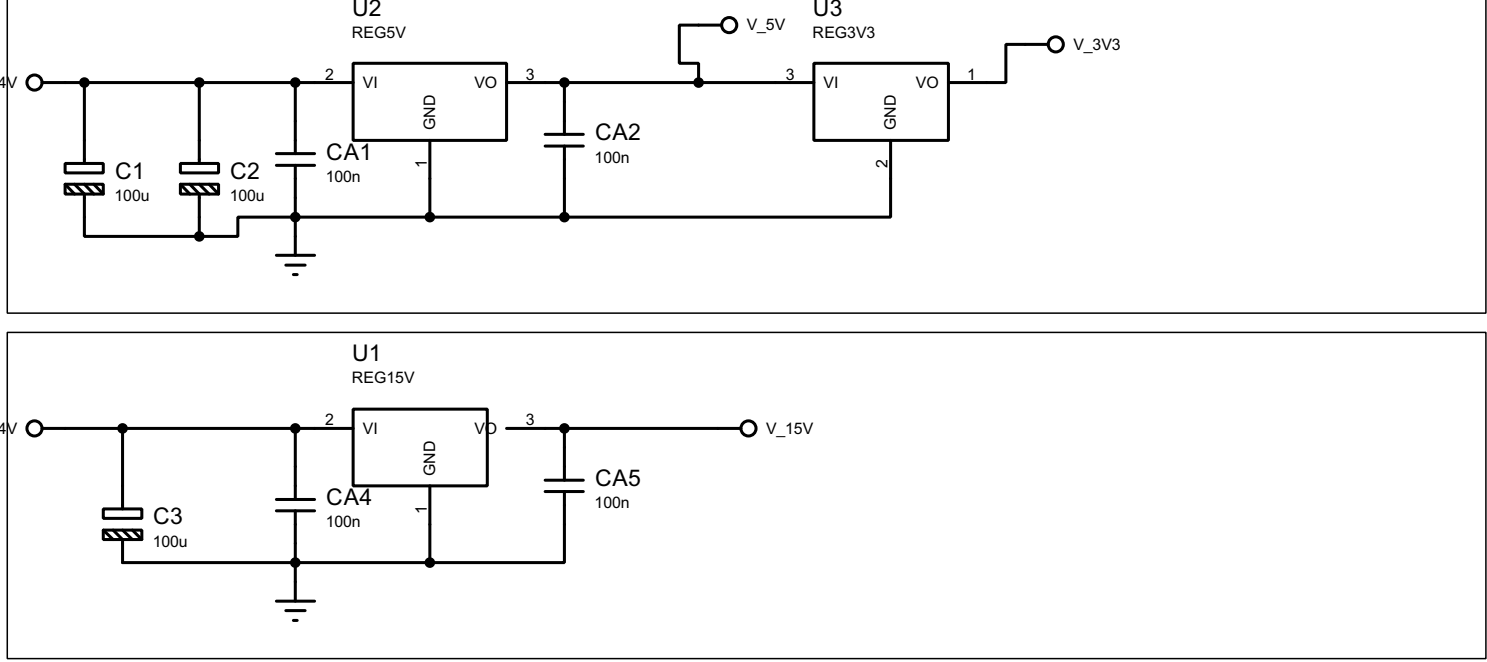 U2
REG5V
U3
REG3V3
V_5V
V_3V3
4V
2
VI
VO
3
GND
1
3
VI
VO
1
GND
2
C1
100u
C2
100u
CA1
100n
CA2
100n
U1
REG15V
4V
2
VI
VO
3
GND
1
V_15V
C3
100u
CA4
100n
CA5
100n